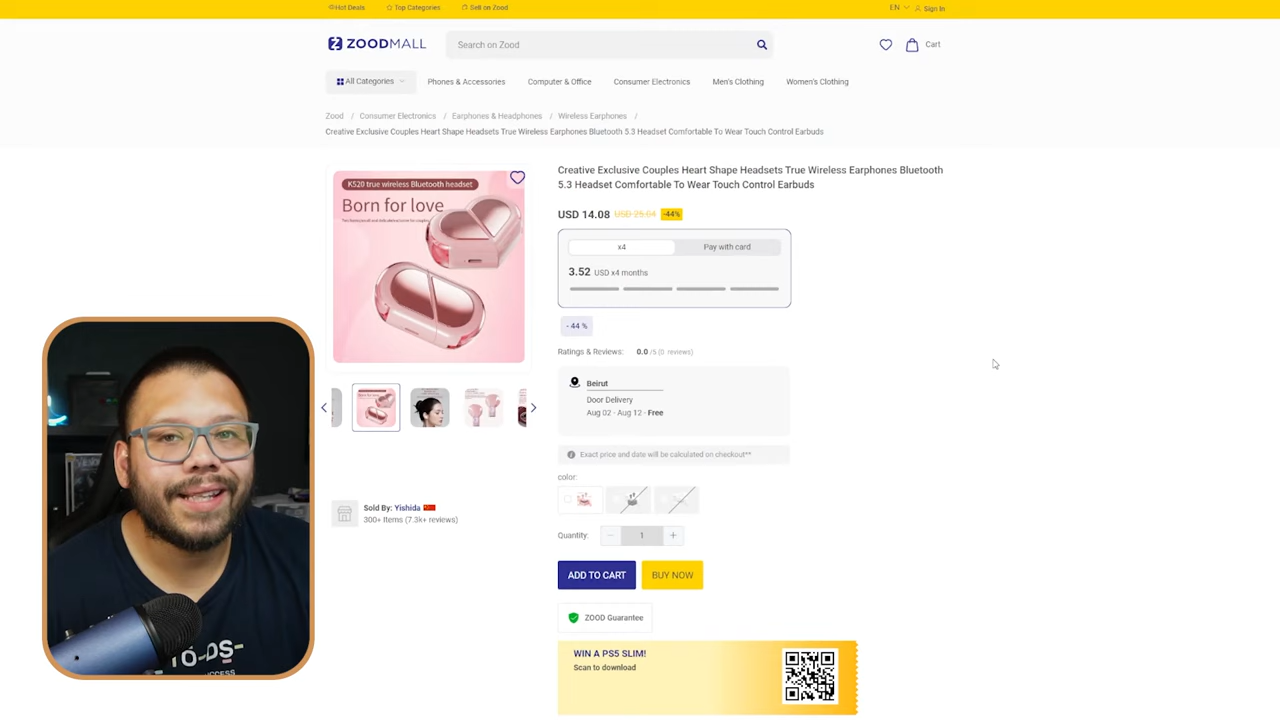 Hot Deals
Top Categories
Sell on Zood
EN
Sign In
ZOODMALL
Search on Zood
Cart
All Categories
Phones & Accessories
Computer & Office
Consumer Electronics
Men's Clothing
Women's Clothing
Zood / Consumer Electronics / Earphones & Headphones / Wireless Earphones /
Creative Exclusive Couples Heart Shape Headsets True Wireless Earphones Bluetooth 5.3 Headset Comfortable To Wear Touch Control Earbuds
K520 true wireless Bluetooth headset
Born for love
Creative Exclusive Couples Heart Shape Headsets True Wireless Earphones Bluetooth
5.3 Headset Comfortable To Wear Touch Control Earbuds
USD 14.08 USD 25.04 -44%
x4
Pay with card
3.52 USD x4 months
- 44 %
Ratings & Reviews: 0.0 /5 (0 reviews)
Beirut
Door Delivery
Aug 02 - Aug 12 - Free
Exact price and date will be calculated on checkout**
color:
Sold By: Yishida
300+ Items (7.3k+ reviews)
Quantity:
1
ADD TO CART
BUY NOW
ZOOD Guarantee
WIN A PS5 SLIM!
Scan to download